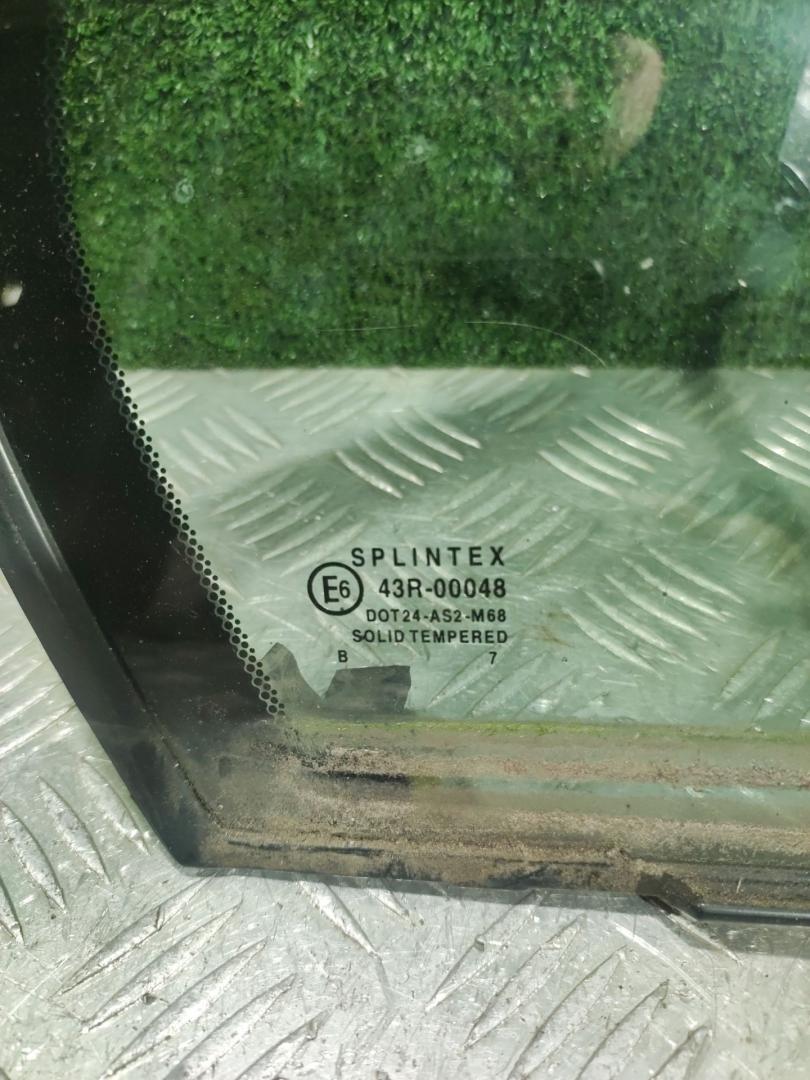 SPLINTEX
E6 43R-00048
DOT24-AS2-M68
SOLID TEMPERED
B 7